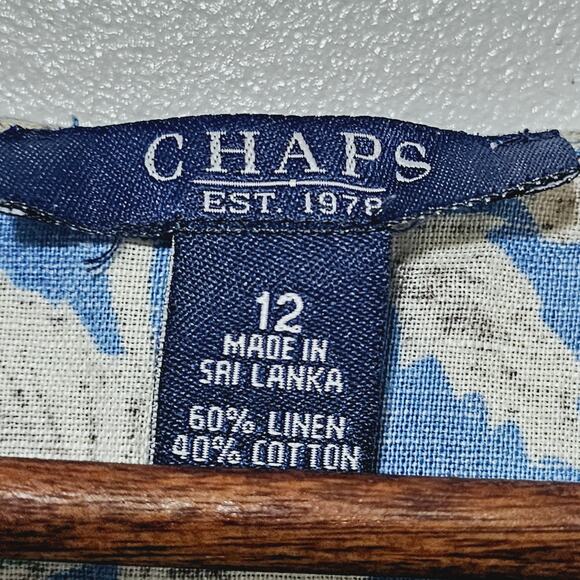 CHAPS
EST. 1978
12
MADE IN
SRI LANKA
60% LINEN
40% COTTON